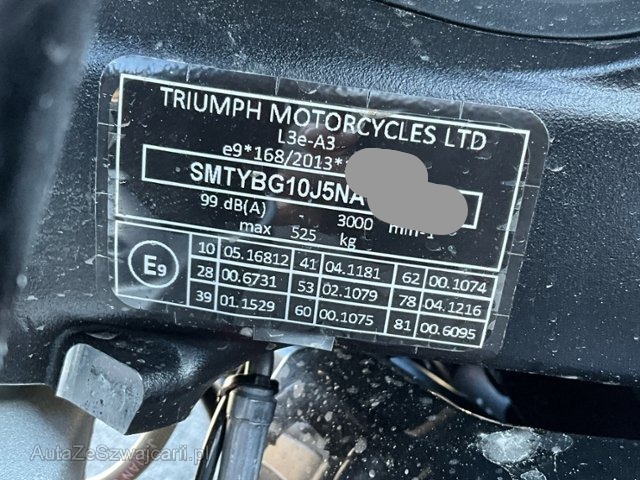 TRIUMPH MOTORCYCLES LTD
L3e-A3
e9*168/2013*
SMTYBG10J5NA
99 dB(A) 3000 min-1
max 525 kg
E9
10 05.16812 41 04.1181 62 00.1074
28 00.6731 53 02.1079 78 04.1216
39 01.1529 60 00.1075 81 00.6095
AutaZeSzwajcarii.pl